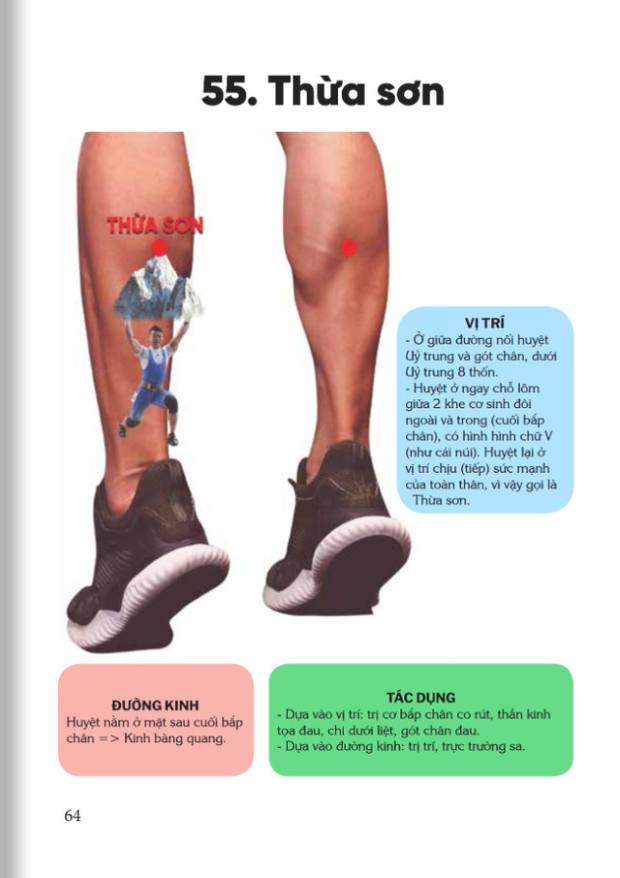 55. Thừa sơn
THỪA SƠN
VỊ TRÍ
- Ở giữa đường nối huyệt
Uỷ trung và gót chân, dưới
Uỷ trung 8 thốn.
- Huyệt ở ngay chỗ lõm
giữa 2 khe cơ sinh đôi
ngoài và trong (cuối bắp
chân), có hình hình chữ V
(như cái núi). Huyệt lại ở
vị trí chịu (tiếp) sức mạnh
của toàn thân, vì vậy gọi là
Thừa sơn.
ĐƯỜNG KINH
Huyệt nằm ở mặt sau cuối bắp
chân => Kinh bàng quang.
TÁC DỤNG
- Dựa vào vị trí: trị cơ bắp chân co rút, thần kinh
tọa đau, chi dưới liệt, gót chân đau.
- Dựa vào đường kinh: trị trĩ, trực trường sa.
64